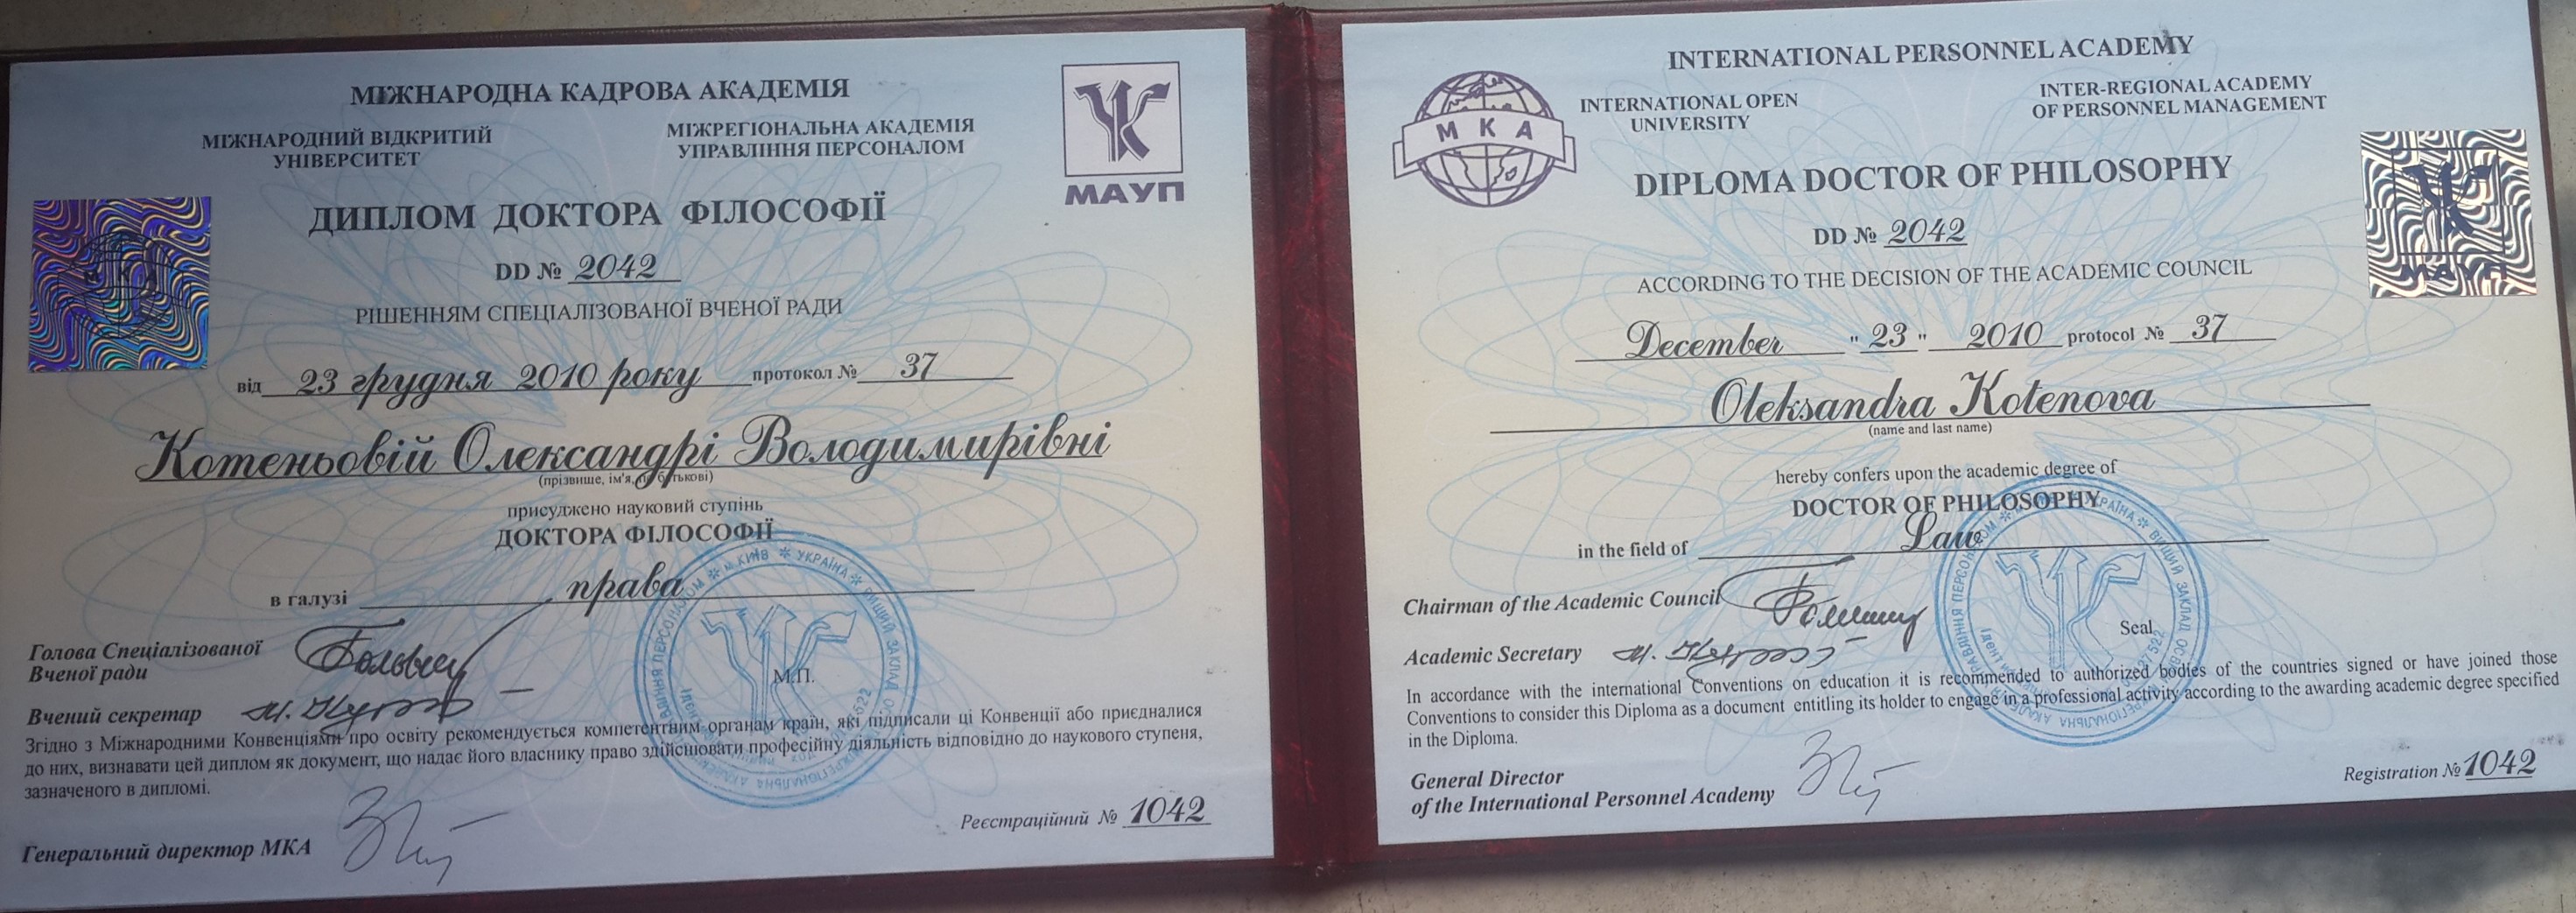 МІЖНАРОДНА КАДРОВА АКАДЕМІЯ
МІЖНАРОДНИЙ ВІДКРИТИЙ
УНІВЕРСИТЕТ
МІЖРЕГІОНАЛЬНА АКАДЕМІЯ
УПРАВЛІННЯ ПЕРСОНАЛОМ
МАУП
ДИПЛОМ ДОКТОРА ФІЛОСОФІЇ
DD № 2042
РІШЕННЯМ СПЕЦІАЛІЗОВАНОЇ ВЧЕНОЇ РАДИ
від 23 грудня 2010 року протокол № 37
Котеньовій Олександрі Володимирівні
(прізвище, ім'я, по батькові)
присуджено науковий ступінь
ДОКТОРА ФІЛОСОФІЇ
в галузі права
Голова Спеціалізованої
Вченої ради
М.П.
Вчений секретар
Згідно з Міжнародними Конвенціями про освіту рекомендується компетентним органам країн, які підписали ці Конвенції або приєдналися
до них, визнавати цей диплом як документ, що надає його власнику право здійснювати професійну діяльність відповідно до наукового ступеня,
зазначеного в дипломі.
Реєстраційний № 1042
Генеральний директор МКА
INTERNATIONAL PERSONNEL ACADEMY
МКА
INTERNATIONAL OPEN
UNIVERSITY
INTER-REGIONAL ACADEMY
OF PERSONNEL MANAGEMENT
DIPLOMA DOCTOR OF PHILOSOPHY
DD № 2042
МАУП
ACCORDING TO THE DECISION OF THE ACADEMIC COUNCIL
December "23" 2010 protocol № 37
Oleksandra Kotenova
(name and last name)
hereby confers upon the academic degree of
DOCTOR OF PHILOSOPHY
in the field of Law
Chairman of the Academic Council
Seal
Academic Secretary
In accordance with the international Conventions on education it is recommended to authorized bodies of the countries signed or have joined those
Conventions to consider this Diploma as a document entitling its holder to engage in a professional activity according to the awarding academic degree specified
in the Diploma.
General Director
of the International Personnel Academy
Registration № 1042